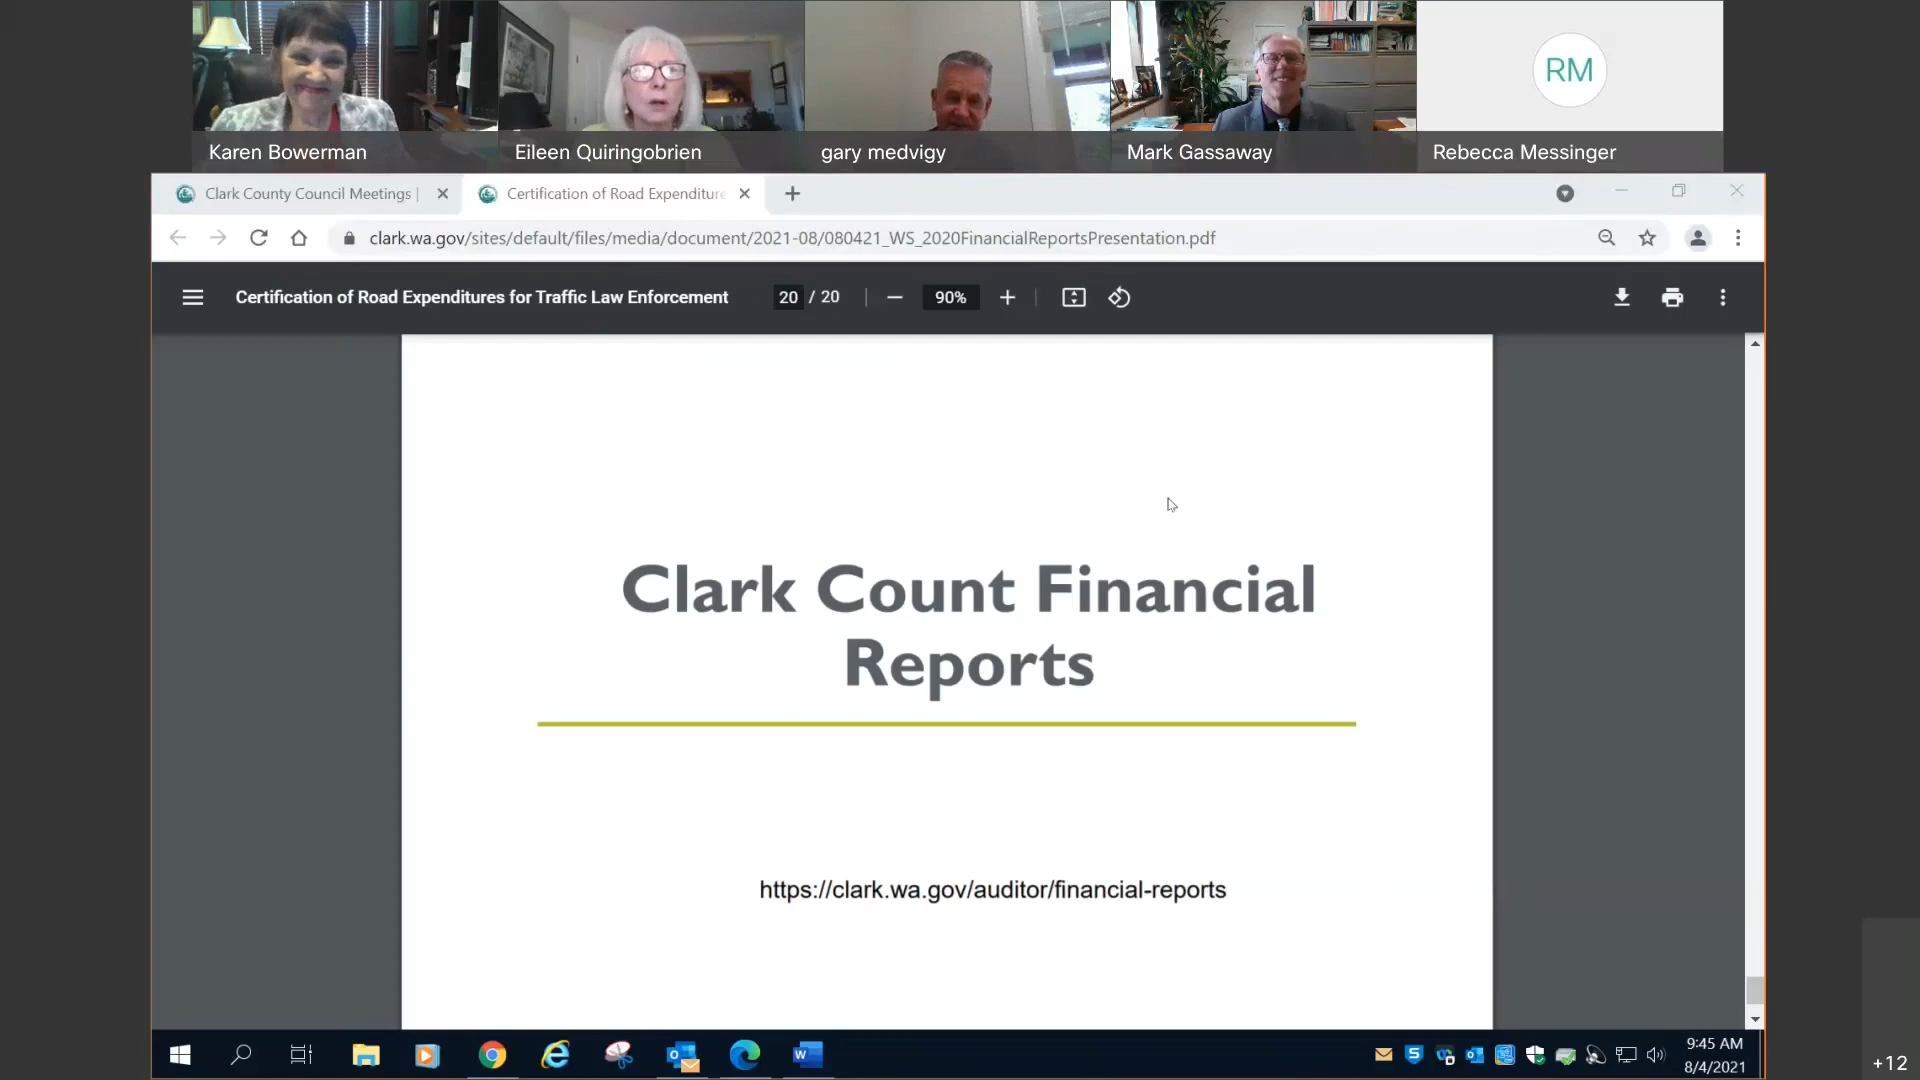 RM
Karen Bowerman
Eileen Quiringobrien
gary medvigy
Mark Gassaway
Rebecca Messinger
Clark County Council Meetings |
Certification of Road Expenditure
clark.wa.gov/sites/default/files/media/document/2021-08/080421_WS_2020FinancialReportsPresentation.pdf
Certification of Road Expenditures for Traffic Law Enforcement
20 / 20
90%
Clark Count Financial
Reports
https://clark.wa.gov/auditor/financial-reports
9:45 AM
8/4/2021
+12